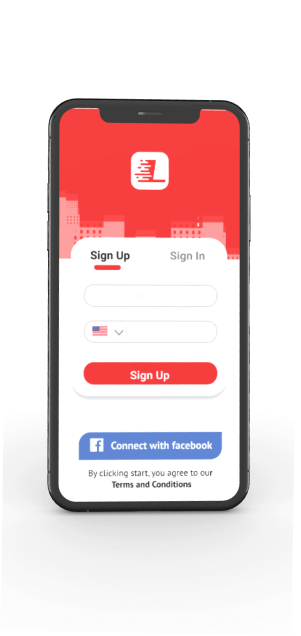 Sign Up
Sign In
Sign Up
Connect with facebook
By clicking start, you agree to our
Terms and Conditions